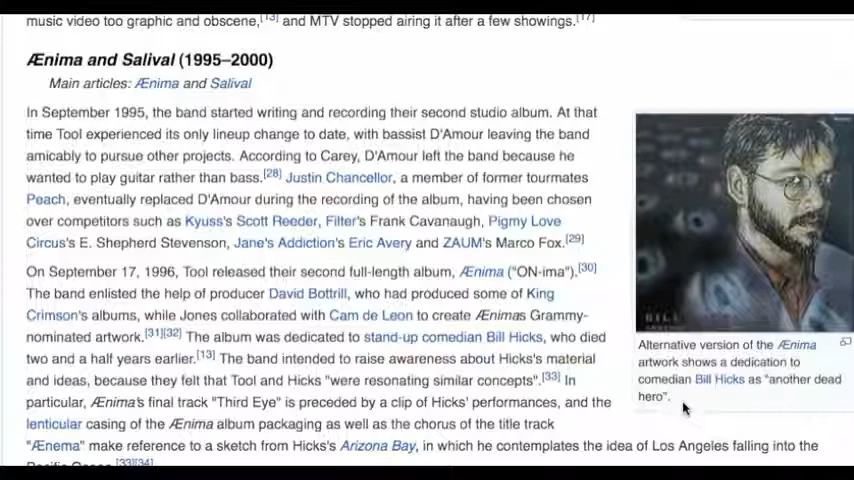 music video too graphic and obscene,[13] and MTV stopped airing it after a few showings.[17]
Ænima and Salival (1995–2000)
Main articles: Ænima and Salival
In September 1995, the band started writing and recording their second studio album. At that
time Tool experienced its only lineup change to date, with bassist D'Amour leaving the band
amicably to pursue other projects. According to Carey, D'Amour left the band because he
wanted to play guitar rather than bass.[28] Justin Chancellor, a member of former tourmates
Peach, eventually replaced D'Amour during the recording of the album, having been chosen
over competitors such as Kyuss's Scott Reeder, Filter's Frank Cavanaugh, Pigmy Love
Circus's E. Shepherd Stevenson, Jane's Addiction's Eric Avery and ZAUM's Marco Fox.[29]
On September 17, 1996, Tool released their second full-length album, Ænima ("ON-ima").[30]
The band enlisted the help of producer David Bottrill, who had produced some of King
Crimson's albums, while Jones collaborated with Cam de Leon to create Ænimas Grammy-
nominated artwork.[31][32] The album was dedicated to stand-up comedian Bill Hicks, who died
two and a half years earlier.[13] The band intended to raise awareness about Hicks's material
and ideas, because they felt that Tool and Hicks "were resonating similar concepts".[33] In
particular, Ænima's final track "Third Eye" is preceded by a clip of Hicks' performances, and the
lenticular casing of the Ænima album packaging as well as the chorus of the title track
"Ænema" make reference to a sketch from Hicks's Arizona Bay, in which he contemplates the idea of Los Angeles falling into the
Pacific Ocean.[33][34]
BILL
Alternative version of the Ænima
artwork shows a dedication to
comedian Bill Hicks as "another dead
hero".